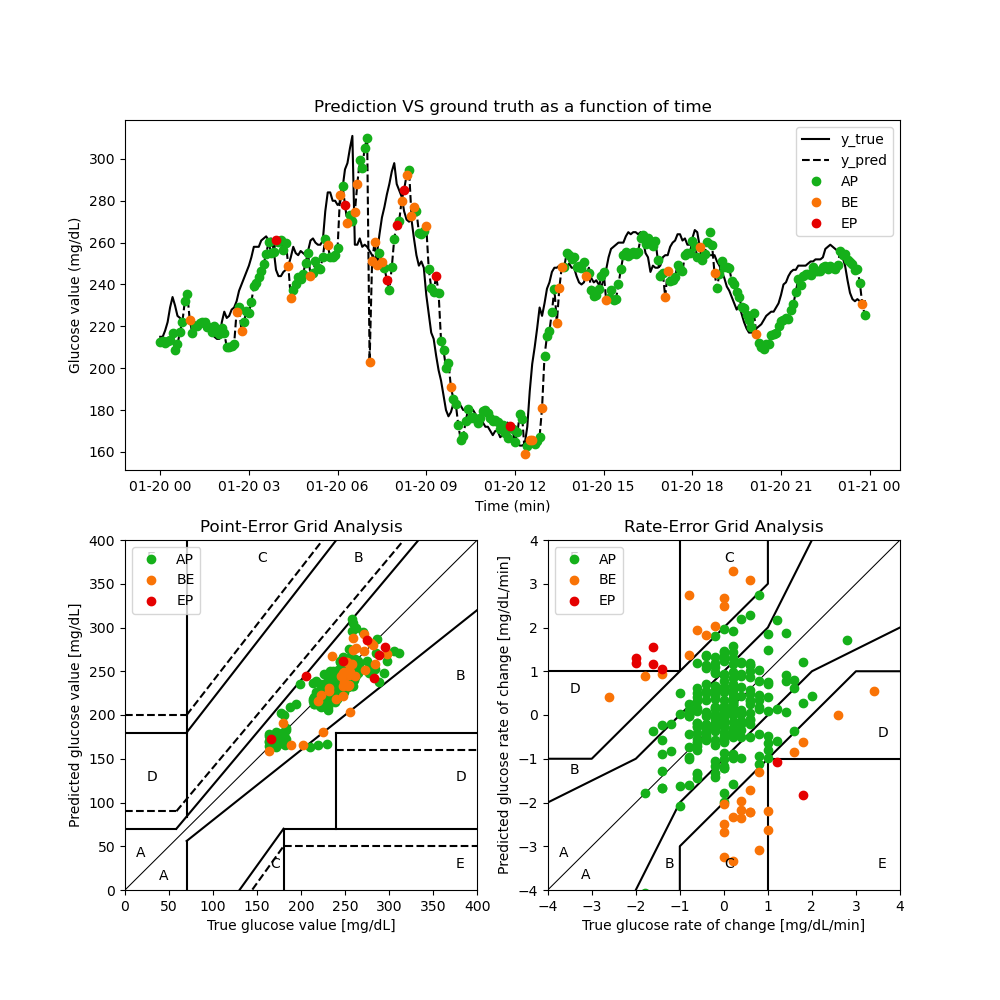 Prediction VS ground truth as a function of time
Glucose value (mg/dL)
300
280
260
240
220
200
180
160
y_true
y_pred
AP
BE
EP
01-20 00 01-20 03 01-20 06 01-20 09 01-20 12 01-20 15 01-20 18 01-20 21 01-21 00
Time (min)
Point-Error Grid Analysis
Predicted glucose value [mg/dL]
400
350
300
250
200
150
100
50
0
AP
BE
EP
C
B
B
D
D
A
A
C
E
0 50 100 150 200 250 300 350 400
True glucose value [mg/dL]
Rate-Error Grid Analysis
Predicted glucose rate of change [mg/dL/min]
4
3
2
1
0
−1
−2
−3
−4
AP
BE
EP
C
D
D
B
A
A
B
C
E
−4 −3 −2 −1 0 1 2 3 4
True glucose rate of change [mg/dL/min]